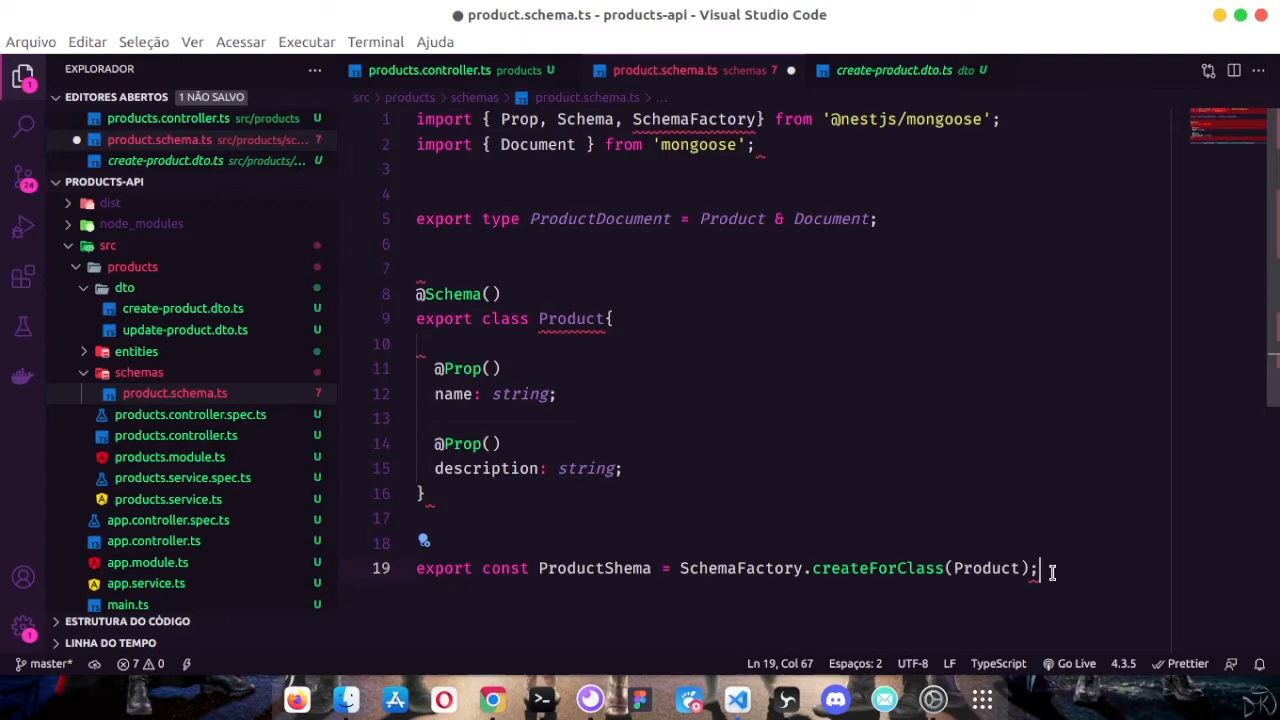 ● product.schema.ts - products-api - Visual Studio Code
Arquivo Editar Seleção Ver Acessar Executar Terminal Ajuda
EXPLORADOR ...
products.controller.ts products U
product.schema.ts schemas 7 ●
create-product.dto.ts dto U
EDITORES ABERTOS 1 NÃO SALVO
products.controller.ts src/products U
● product.schema.ts src/products/sc... 7
create-product.dto.ts src/products/... U
PRODUCTS-API
dist
node_modules
src
products
dto
create-product.dto.ts U
update-product.dto.ts U
entities
schemas
product.schema.ts 7
products.controller.spec.ts U
products.controller.ts U
products.module.ts U
products.service.spec.ts U
products.service.ts U
app.controller.spec.ts U
app.controller.ts U
app.module.ts U
app.service.ts U
main.ts U
ESTRUTURA DO CÓDIGO
LINHA DO TEMPO
1
24
1
src > products > schemas > product.schema.ts > ...
1 import { Prop, Schema, SchemaFactory} from '@nestjs/mongoose';
2 import { Document } from 'mongoose';
3
4
5 export type ProductDocument = Product & Document;
6
7
8 @Schema()
9 export class Product{
10
11 @Prop()
12 name: string;
13
14 @Prop()
15 description: string;
16 }
17
18
19 export const ProductShema = SchemaFactory.createForClass(Product);
master* 7 0 Ln 19, Col 67 Espaços: 2 UTF-8 LF TypeScript Go Live 4.3.5 Prettier